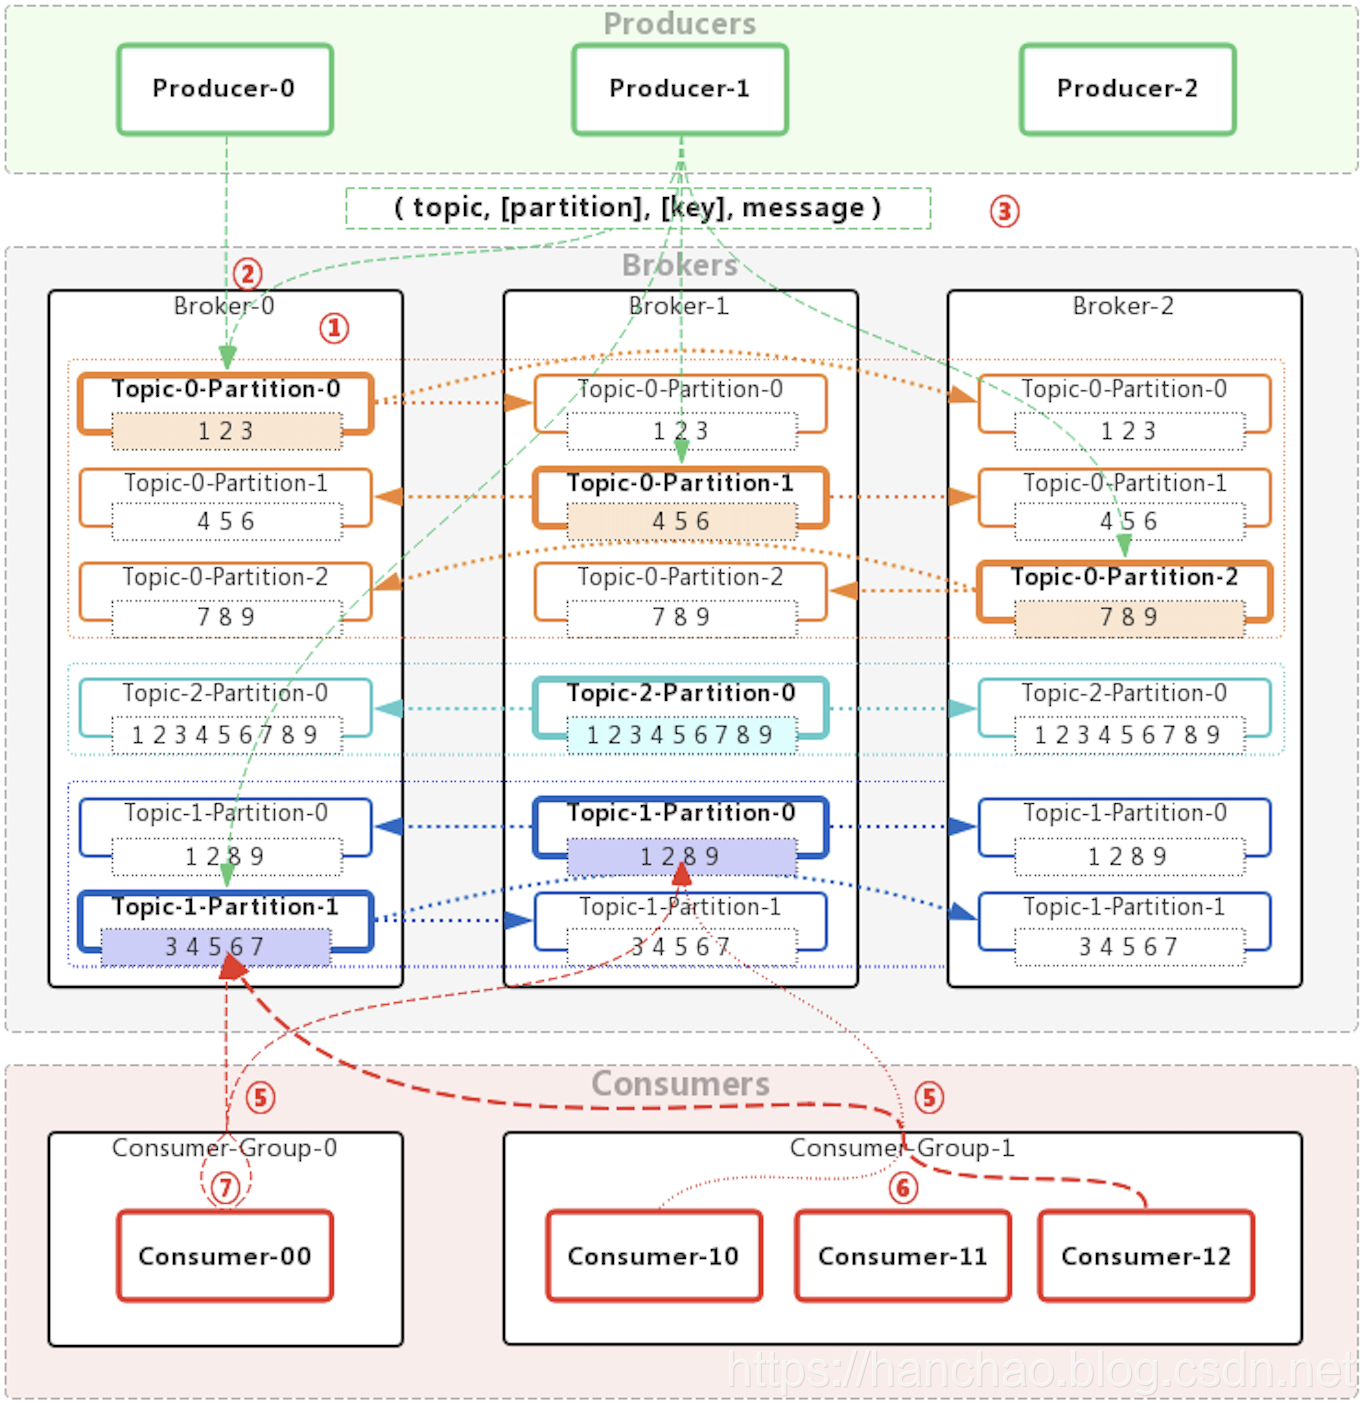 Producers
Producer-0
Producer-1
Producer-2
( topic, [partition], [key], message )
③
Brokers
②
Broker-0
Broker-1
Broker-2
①
Topic-0-Partition-0
Topic-0-Partition-0
Topic-0-Partition-0
1 2 3
1 2 3
1 2 3
Topic-0-Partition-1
Topic-0-Partition-1
Topic-0-Partition-1
4 5 6
4 5 6
4 5 6
Topic-0-Partition-2
Topic-0-Partition-2
Topic-0-Partition-2
7 8 9
7 8 9
7 8 9
Topic-2-Partition-0
Topic-2-Partition-0
Topic-2-Partition-0
1 2 3 4 5 6 7 8 9
1 2 3 4 5 6 7 8 9
1 2 3 4 5 6 7 8 9
Topic-1-Partition-0
Topic-1-Partition-0
Topic-1-Partition-0
1 2 8 9
1 2 8 9
1 2 8 9
Topic-1-Partition-1
Topic-1-Partition-1
Topic-1-Partition-1
3 4 5 6 7
3 4 5 6 7
3 4 5 6 7
Consumers
⑤
⑤
Consumer-Group-0
Consumer-Group-1
⑦
⑥
Consumer-00
Consumer-10
Consumer-11
Consumer-12
https://hanchao.blog.csdn.net